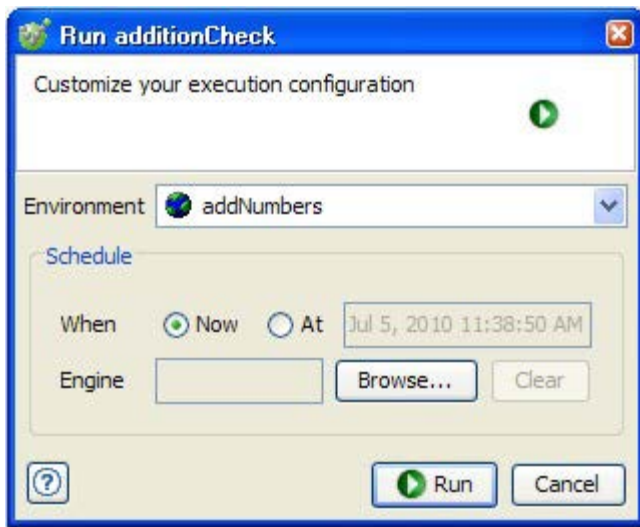 Run additionCheck
Customize your execution configuration
Environment addNumbers
Schedule
When Now At Jul 5, 2010 11:38:50 AM
Engine Browse... Clear
? Run Cancel